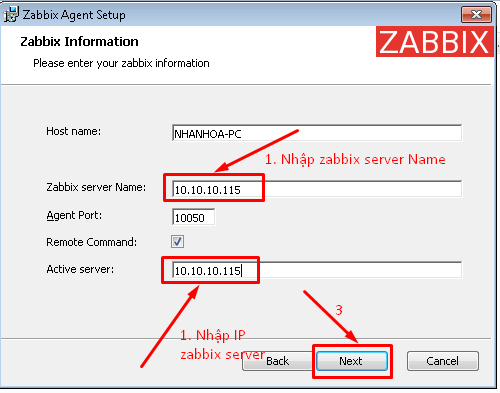 Zabbix Agent Setup
Zabbix Information
Please enter your zabbix information
ZABBIX
Host name:
NHANHOA-PC
1. Nhập zabbix server Name
Zabbix server Name:
10.10.10.115
Agent Port:
10050
Remote Command:
Active server:
10.10.10.115
3
1. Nhập IP
zabbix server
Back
Next
Cancel